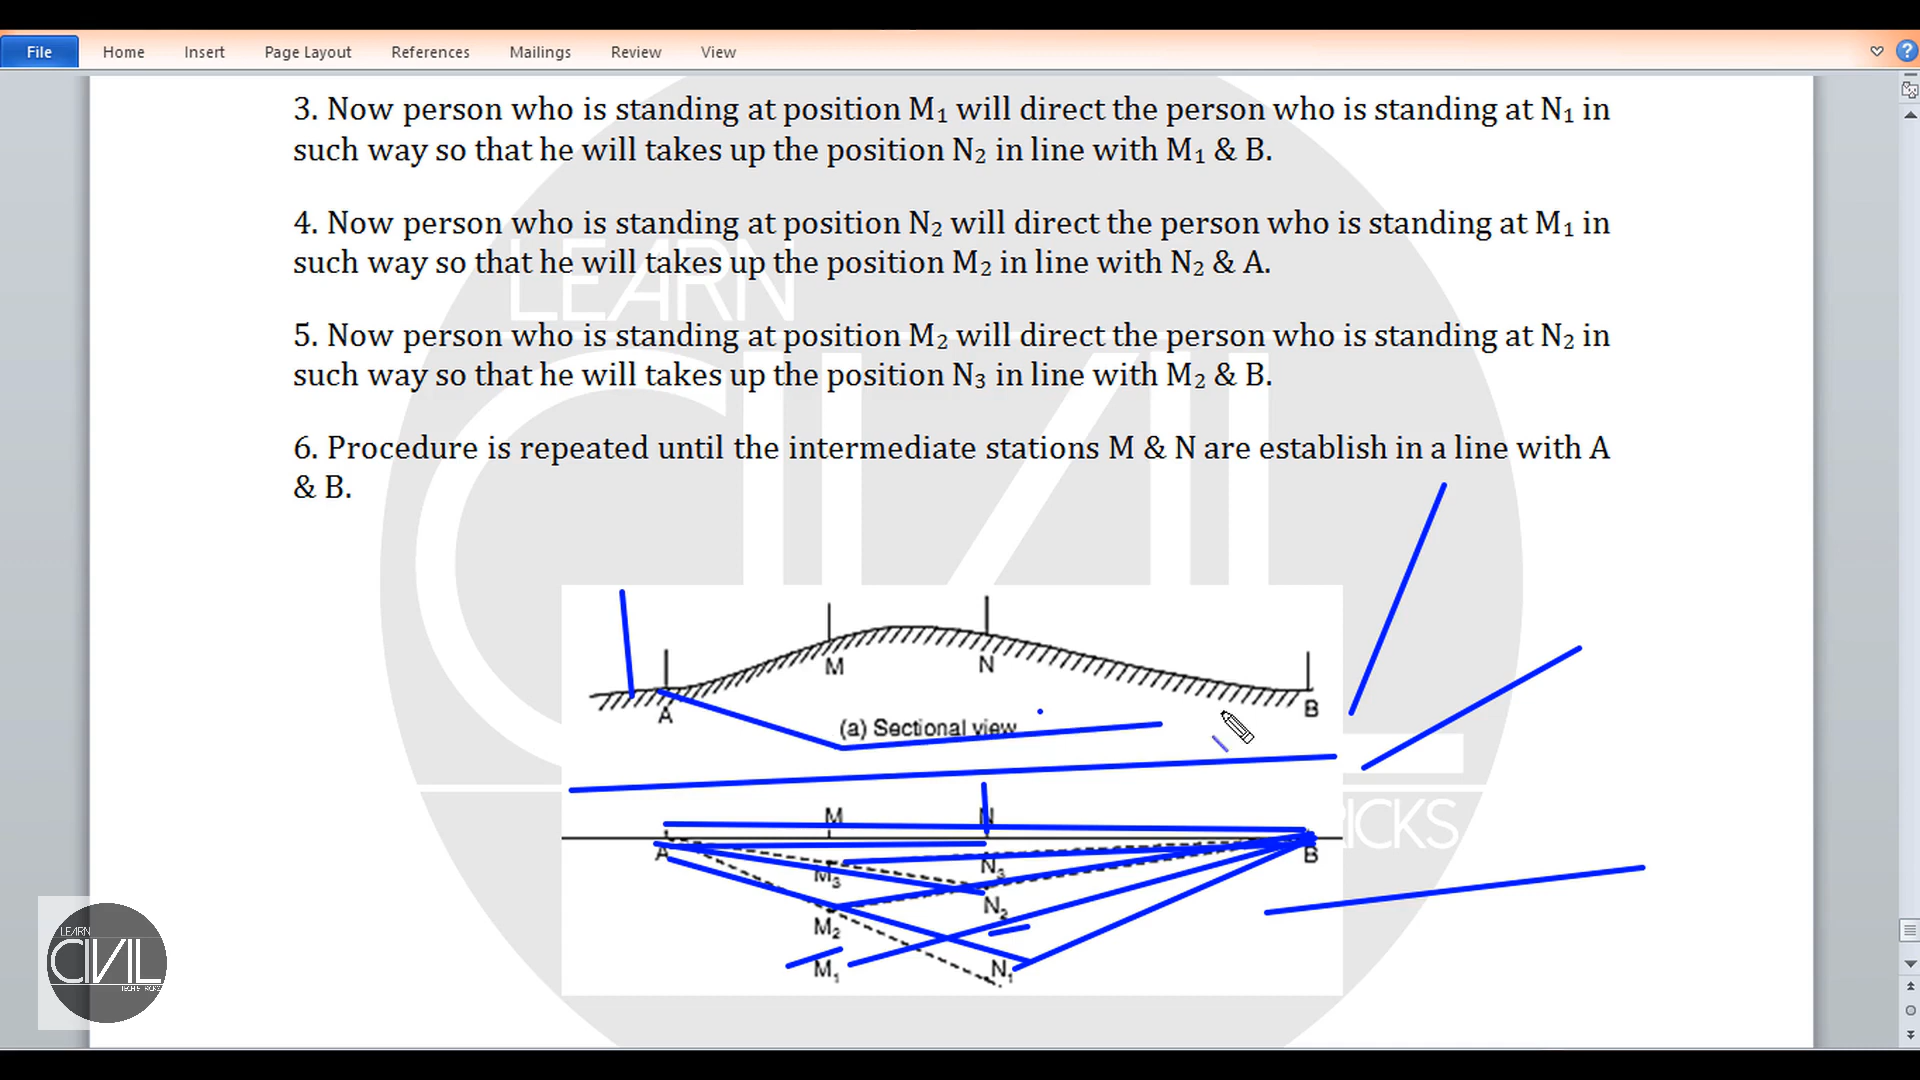 File Home Insert Page Layout References Mailings Review View
3. Now person who is standing at position M₁ will direct the person who is standing at N₁ in
such way so that he will takes up the position N₂ in line with M₁ & B.
4. Now person who is standing at position N₂ will direct the person who is standing at M₁ in
such way so that he will takes up the position M₂ in line with N₂ & A.
5. Now person who is standing at position M₂ will direct the person who is standing at N₂ in
such way so that he will takes up the position N₃ in line with M₂ & B.
6. Procedure is repeated until the intermediate stations M & N are establish in a line with A
& B.
LEARN
CIVIL
RICKS
M N
A B
(a) Sectional view
M N
A B
M₃ N₃
M₂ N₂
M₁ N₁
LEARN
CIVIL